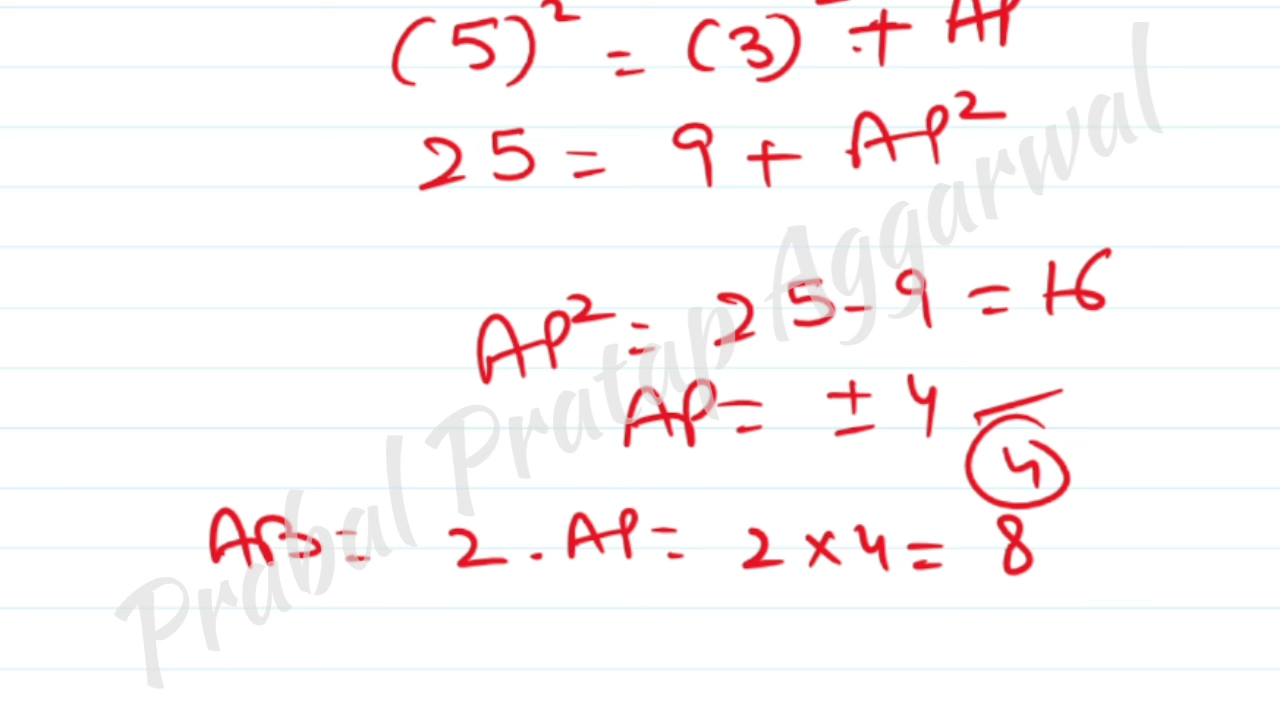 (5)² = (3)² + AP
25 = 9 + AP²
AP² = 25 - 9 = 16
AP = ± 4
4
AB = 2 . AP = 2 × 4 = 8
Prabal Pratap Aggarwal